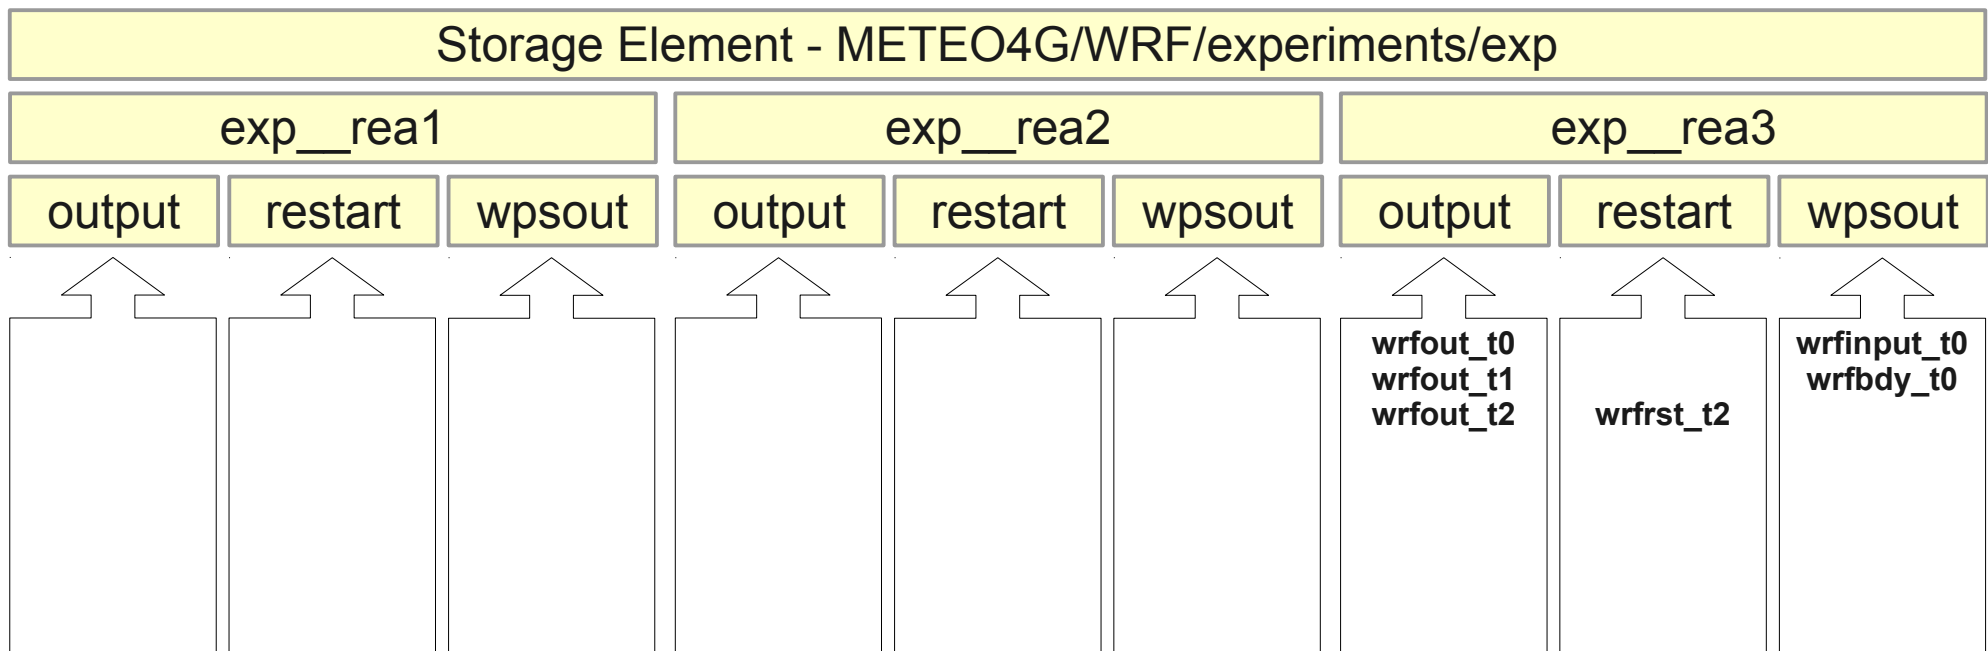 Storage Element - METEO4G/WRF/experiments/exp
exp__rea1 exp__rea2 exp__rea3
output restart wpsout output restart wpsout output restart wpsout
wrfout_t0 wrfinput_t0
wrfout_t1 wrfbdy_t0
wrfout_t2 wrfrst_t2